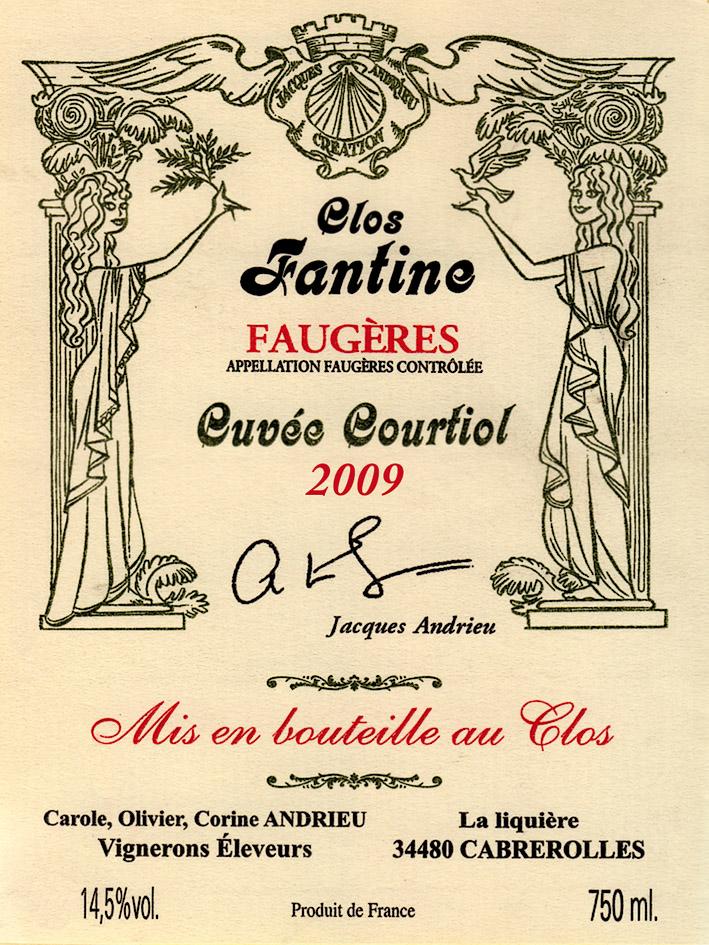 JACQUES ANDRIEU
CREATION
Clos
Fantine
FAUGÈRES
APPELLATION FAUGÈRES CONTRÔLÉE
Cuvée Courtiol
2009
Jacques Andrieu
Mis en bouteille au Clos
Carole, Olivier, Corine ANDRIEU
Vignerons Éleveurs
La liquière
34480 CABREROLLES
14,5%vol.
Produit de France
750 ml.